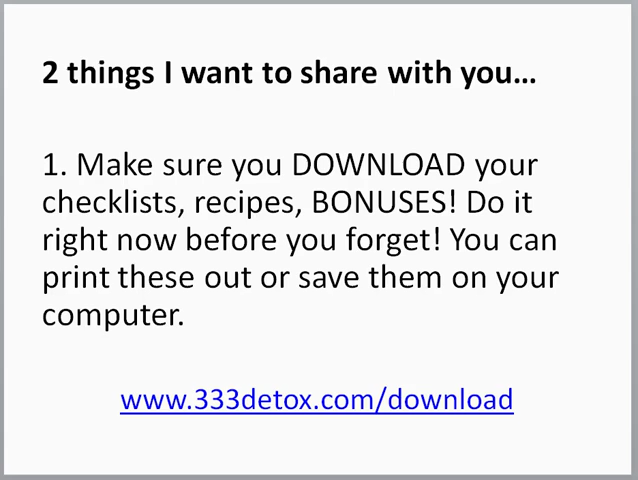 2 things I want to share with you...
1. Make sure you DOWNLOAD your
checklists, recipes, BONUSES! Do it
right now before you forget! You can
print these out or save them on your
computer.
www.333detox.com/download